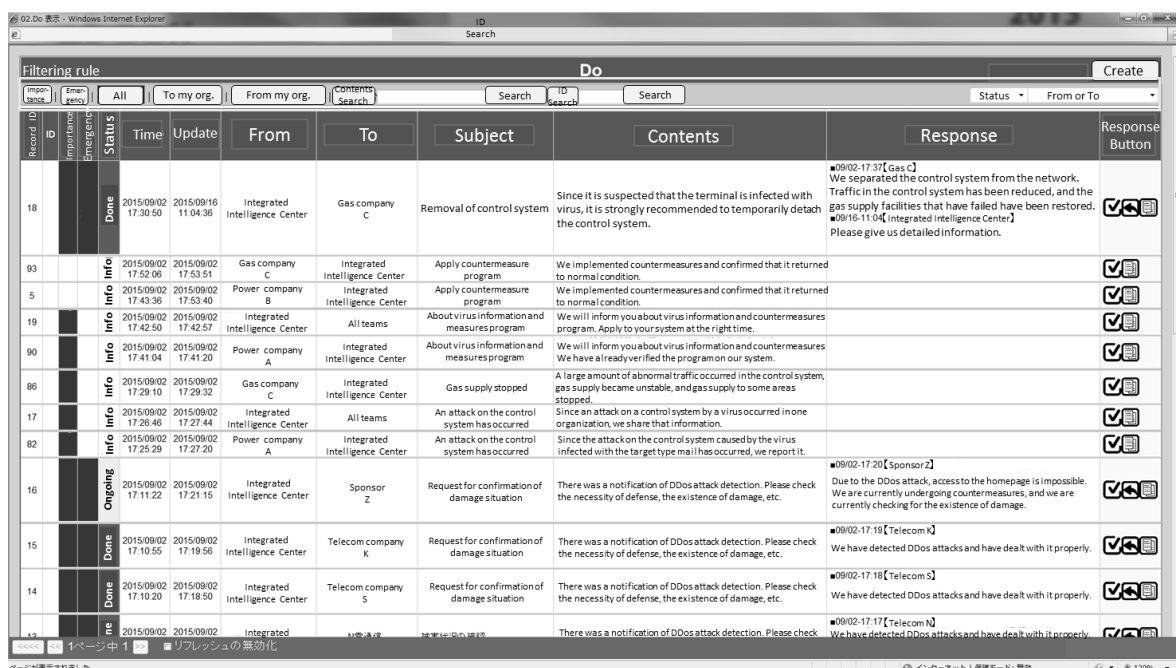 02.Do 表示 - Windows Internet Explorer
2015
ID
Search
Filtering rule
Do
Create
Impor-
tance
Emer-
gency
All
To my org.
From my org.
Contents
Search
Search
ID
Search
Search
Status
From or To
Record ID
ID
Importance
Emergency
Status
Time
Update
From
To
Subject
Contents
Response
Response
Button
18
Done
2015/09/02
17:30:50
2015/09/16
11:04:36
Integrated
Intelligence Center
Gas company
C
Removal of control system
Since it is suspected that the terminal is infected with
virus, it is strongly recommended to temporarily detach
the control system.
■09/02-17:37【Gas C】
We separated the control system from the network.
Traffic in the control system has been reduced, and the
gas supply facilities that have failed have been restored.
■09/16-11:04【Integrated Intelligence Center】
Please give us detailed information.
93
Info
2015/09/02
17:52:06
2015/09/02
17:53:51
Gas company
C
Integrated
Intelligence Center
Apply countermeasure
program
We implemented countermeasures and confirmed that it returned
to normal condition.
5
Info
2015/09/02
17:43:36
2015/09/02
17:53:40
Power company
B
Integrated
Intelligence Center
Apply countermeasure
program
We implemented countermeasures and confirmed that it returned
to normal condition.
19
Info
2015/09/02
17:42:50
2015/09/02
17:42:57
Integrated
Intelligence Center
All teams
About virus information and
measures program
We will inform you about virus information and countermeasures
program. Apply to your system at the right time.
90
Info
2015/09/02
17:41:04
2015/09/02
17:41:20
Power company
A
Integrated
Intelligence Center
About virus information and
measures program
We will inform you about virus information and countermeasures
We have already verified the program on our system.
86
Info
2015/09/02
17:29:10
2015/09/02
17:29:32
Gas company
C
Integrated
Intelligence Center
Gas supply stopped
A large amount of abnormal traffic occurred in the control system,
gas supply became unstable, and gas supply to some areas
stopped.
17
Info
2015/09/02
17:26:46
2015/09/02
17:27:44
Integrated
Intelligence Center
All teams
An attack on the control
system has occurred
Since an attack on a control system by a virus occurred in one
organization, we share that information.
82
Info
2015/09/02
17:25:29
2015/09/02
17:27:20
Power company
A
Integrated
Intelligence Center
An attack on the control
system has occurred
Since the attack on the control system caused by the virus
infected with the target type mail has occurred, we report it.
16
Ongoing
2015/09/02
17:11:22
2015/09/02
17:21:15
Integrated
Intelligence Center
Sponsor
Z
Request for confirmation of
damage situation
There was a notification of DDos attack detection. Please check
the necessity of defense, the existence of damage, etc.
■09/02-17:20【Sponsor Z】
Due to the DDos attack, access to the homepage is impossible.
We are currently undergoing countermeasures, and we are
currently checking for the existence of damage.
15
Done
2015/09/02
17:10:55
2015/09/02
17:19:56
Integrated
Intelligence Center
Telecom company
K
Request for confirmation of
damage situation
There was a notification of DDos attack detection. Please check
the necessity of defense, the existence of damage, etc.
■09/02-17:19【Telecom K】
We have detected DDos attacks and have dealt with it properly.
14
Done
2015/09/02
17:10:20
2015/09/02
17:18:50
Integrated
Intelligence Center
Telecom company
S
Request for confirmation of
damage situation
There was a notification of DDos attack detection. Please check
the necessity of defense, the existence of damage, etc.
■09/02-17:18【Telecom S】
We have detected DDos attacks and have dealt with it properly.
2015/09/02
2015/09/02
Integrated
There was a notification of DDos attack detection. Please check
■09/02-17:17【Telecom N】
We have detected DDos attacks and have dealt with it properly.
<<<< << 1ページ中 1 >>
■リフレッシュの無効化
ページが表示されました
インターネット | 保護モード: 無効
120%